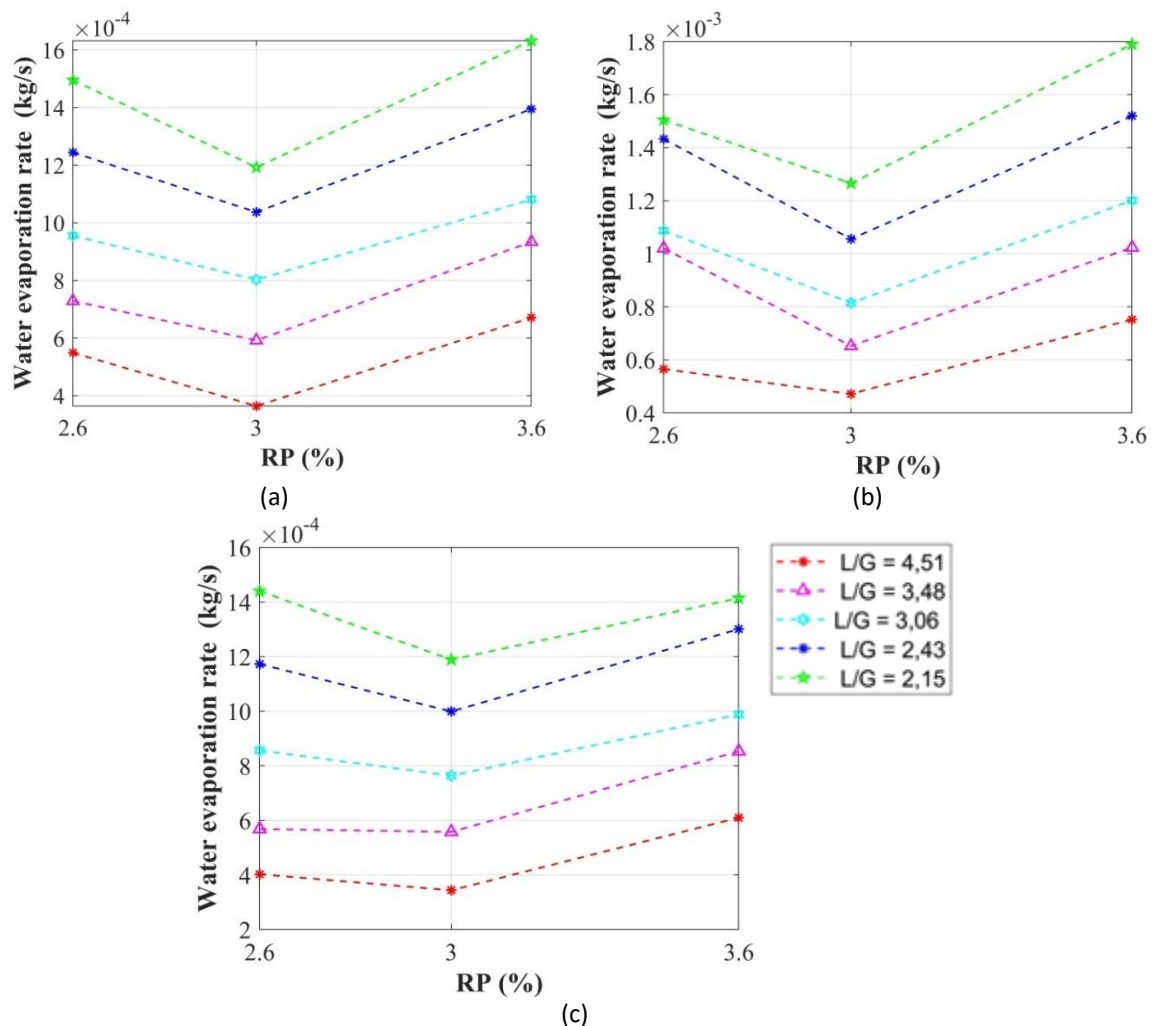 ×10⁻⁴
16
14
12
10
8
6
4
2.6 3 3.6
Water evaporation rate (kg/s)
RP (%)
(a)
×10⁻³
1.8
1.6
1.4
1.2
1
0.8
0.6
0.4
2.6 3 3.6
Water evaporation rate (kg/s)
RP (%)
(b)
×10⁻⁴
16
14
12
10
8
6
4
2
2.6 3 3.6
Water evaporation rate (kg/s)
RP (%)
L/G = 4,51
L/G = 3,48
L/G = 3,06
L/G = 2,43
L/G = 2,15
(c)